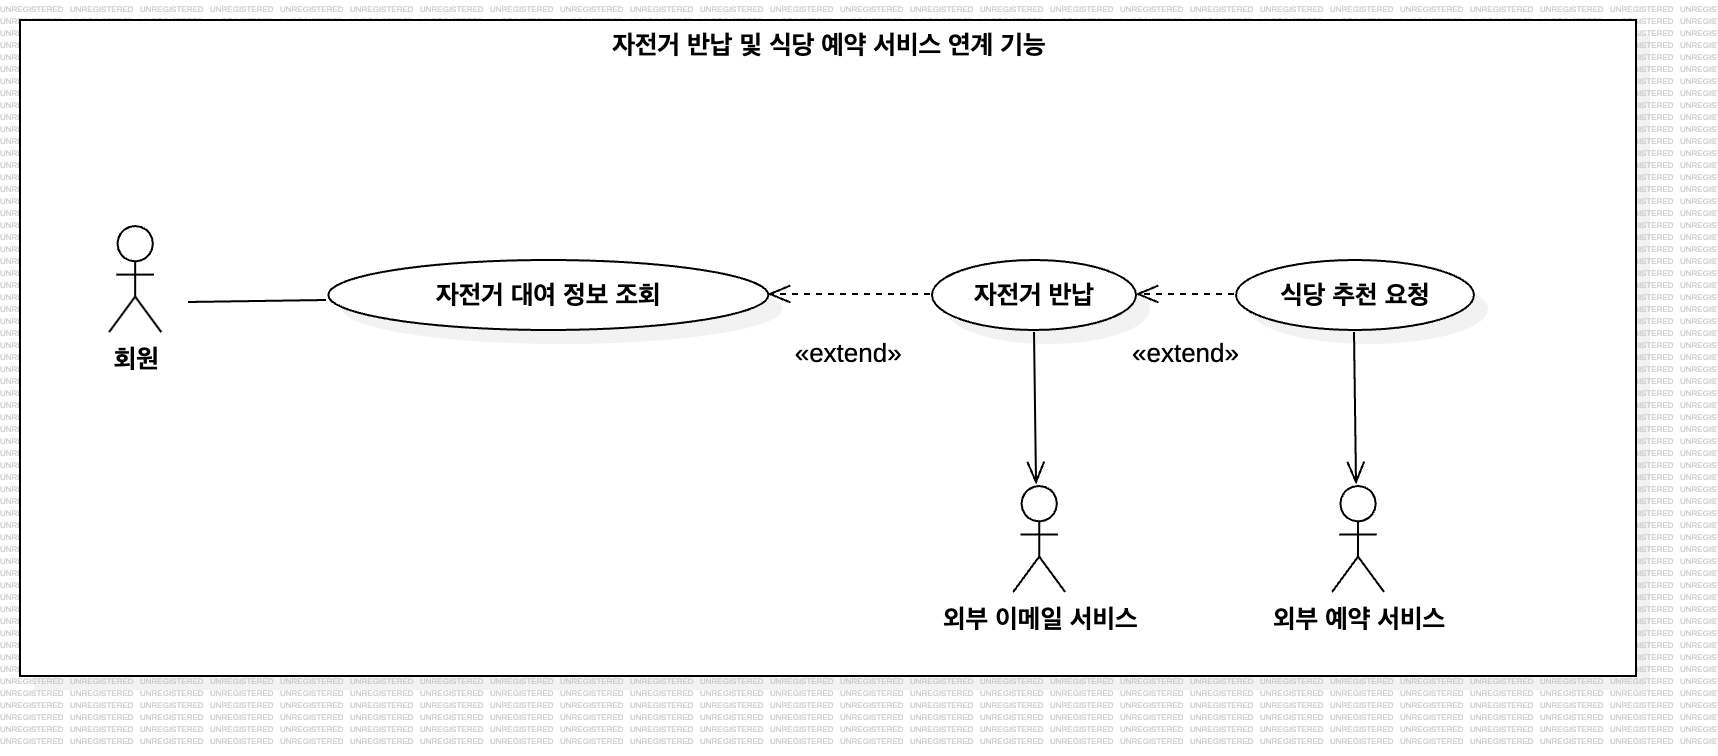 자전거 반납 및 식당 예약 서비스 연계 기능
자전거 대여 정보 조회
자전거 반납
식당 추천 요청
회원
«extend»
«extend»
외부 이메일 서비스
외부 예약 서비스
UNREGISTERED